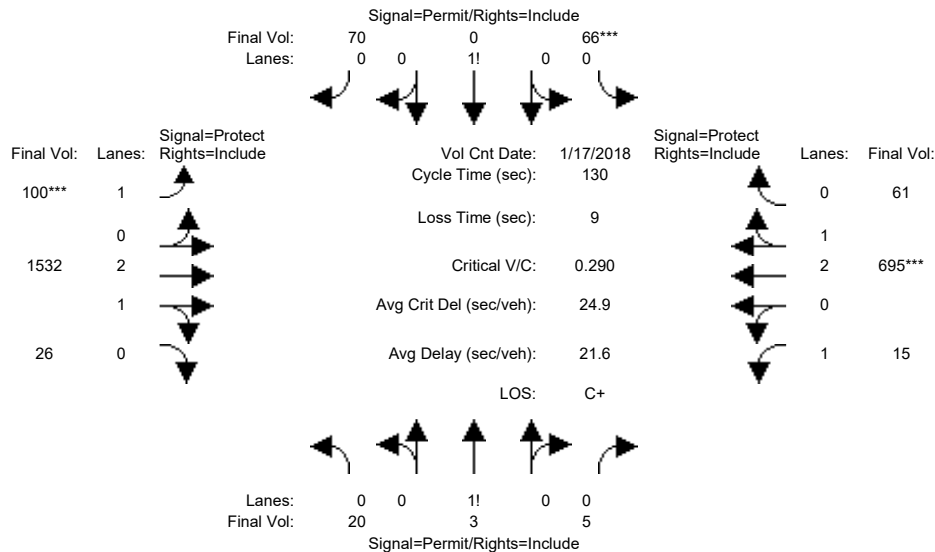 Signal=Permit/Rights=Include
Final Vol: 70 0 66***
Lanes: 0 0 1! 0 0
Signal=Protect Signal=Protect
Final Vol: Lanes: Rights=Include Vol Cnt Date: 1/17/2018 Rights=Include Lanes: Final Vol:
Cycle Time (sec): 130
100*** 1 0 61
Loss Time (sec): 9
0 1
1532 2 Critical V/C: 0.290 2 695***
1 Avg Crit Del (sec/veh): 24.9 0
26 0 Avg Delay (sec/veh): 21.6 1 15
LOS: C+
Lanes: 0 0 1! 0 0
Final Vol: 20 3 5
Signal=Permit/Rights=Include